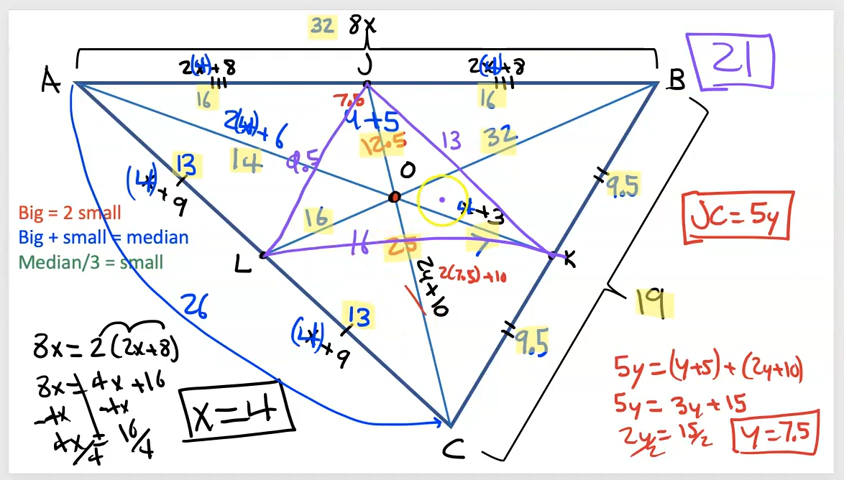 32 8x
A 2(4)+8 J 2(4)+8 B 21
16 16
7.5
y+5
12.5
2(4)+6
14
9.5 13 32
O
13
(4)+9
16 +3 9.5 JC=5y
Big = 2 small
Big + small = median
Median/3 = small
L 16 25 7 K
2y+10
2(7.5)+10
26 19
13
(4)+9
9.5
8x=2(2x+8)
8x=4x+16
-4x -4x
4x/4=16/4
x=4
C
5y=(y+5)+(2y+10)
5y=3y+15
2y/2=15/2 y=7.5